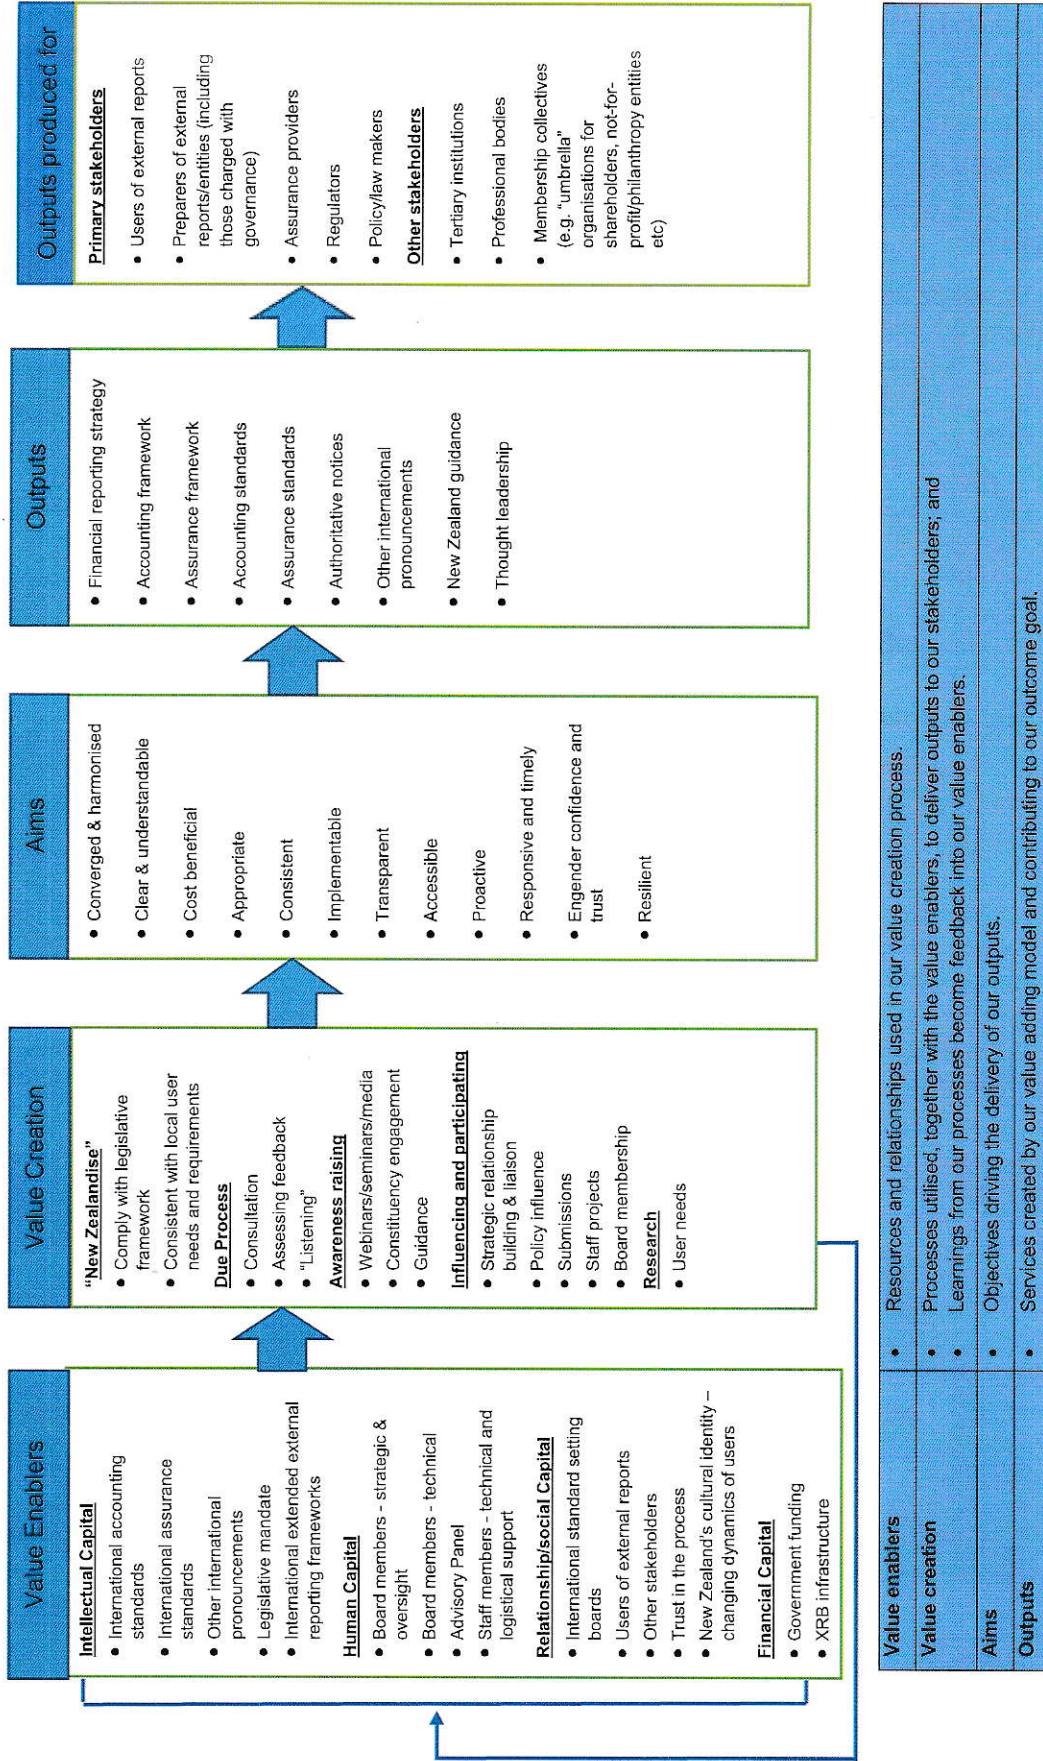 Value Enablers
Intellectual Capital
• International accounting
standards
• International assurance
standards
• Other international
pronouncements
• Legislative mandate
• International extended external
reporting frameworks
Human Capital
• Board members - strategic &
oversight
• Board members - technical
• Advisory Panel
• Staff members - technical and
logistical support
Relationship/social Capital
• International standard setting
boards
• Users of external reports
• Other stakeholders
• Trust in the process
• New Zealand's cultural identity –
changing dynamics of users
Financial Capital
• Government funding
• XRB infrastructure
Value Creation
"New Zealandise"
• Comply with legislative
framework
• Consistent with local user
needs and requirements
Due Process
• Consultation
• Assessing feedback
• "Listening"
Awareness raising
• Webinars/seminars/media
• Constituency engagement
• Guidance
Influencing and participating
• Strategic relationship
building & liaison
• Policy influence
• Submissions
• Staff projects
• Board membership
Research
• User needs
Aims
• Converged & harmonised
• Clear & understandable
• Cost beneficial
• Appropriate
• Consistent
• Implementable
• Transparent
• Accessible
• Proactive
• Responsive and timely
• Engender confidence and
trust
• Resilient
Outputs
• Financial reporting strategy
• Accounting framework
• Assurance framework
• Accounting standards
• Assurance standards
• Authoritative notices
• Other international
pronouncements
• New Zealand guidance
• Thought leadership
Outputs produced for
Primary stakeholders
• Users of external reports
• Preparers of external
reports/entities (including
those charged with
governance)
• Assurance providers
• Regulators
• Policy/law makers
Other stakeholders
• Tertiary institutions
• Professional bodies
• Membership collectives
(e.g. "umbrella"
organisations for
shareholders, not-for-
profit/philanthropy entities
etc)
Value enablers • Resources and relationships used in our value creation process.
Value creation • Processes utilised, together with the value enablers, to deliver outputs to our stakeholders; and
• Learnings from our processes become feedback into our value enablers.
Aims • Objectives driving the delivery of our outputs.
Outputs • Services created by our value adding model and contributing to our outcome goal.